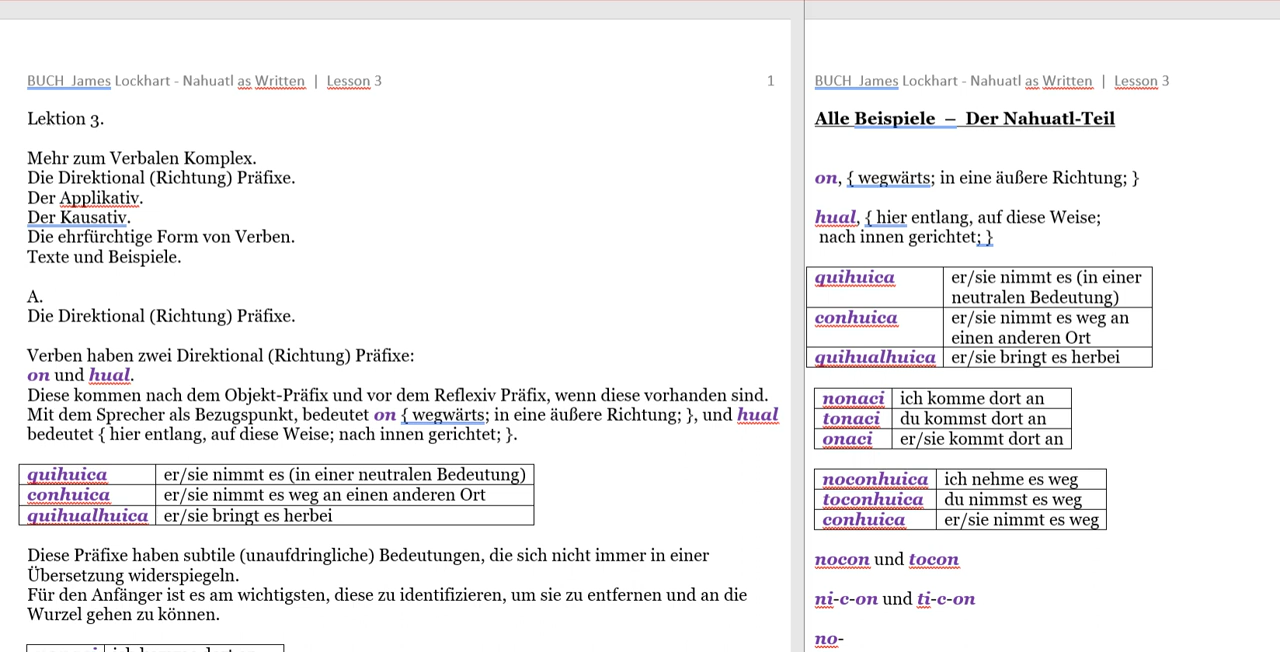 BUCH James Lockhart - Nahuatl as Written | Lesson 3 1
Lektion 3.
Mehr zum Verbalen Komplex.
Die Direktional (Richtung) Präfixe.
Der Applikativ.
Der Kausativ.
Die ehrfürchtige Form von Verben.
Texte und Beispiele.
A.
Die Direktional (Richtung) Präfixe.
Verben haben zwei Direktional (Richtung) Präfixe:
on und hual.
Diese kommen nach dem Objekt-Präfix und vor dem Reflexiv Präfix, wenn diese vorhanden sind.
Mit dem Sprecher als Bezugspunkt, bedeutet on { wegwärts; in eine äußere Richtung; }, und hual
bedeutet { hier entlang, auf diese Weise; nach innen gerichtet; }.
quihuica er/sie nimmt es (in einer neutralen Bedeutung)
conhuica er/sie nimmt es weg an einen anderen Ort
quihualhuica er/sie bringt es herbei
Diese Präfixe haben subtile (unaufdringliche) Bedeutungen, die sich nicht immer in einer
Übersetzung widerspiegeln.
Für den Anfänger ist es am wichtigsten, diese zu identifizieren, um sie zu entfernen und an die
Wurzel gehen zu können.
BUCH James Lockhart - Nahuatl as Written | Lesson 3
Alle Beispiele – Der Nahuatl-Teil
on, { wegwärts; in eine äußere Richtung; }
hual, { hier entlang, auf diese Weise;
nach innen gerichtet; }
quihuica er/sie nimmt es (in einer
neutralen Bedeutung)
conhuica er/sie nimmt es weg an
einen anderen Ort
quihualhuica er/sie bringt es herbei
nonaci ich komme dort an
tonaci du kommst dort an
onaci er/sie kommt dort an
noconhuica ich nehme es weg
toconhuica du nimmst es weg
conhuica er/sie nimmt es weg
nocon und tocon
ni-c-on und ti-c-on
no-